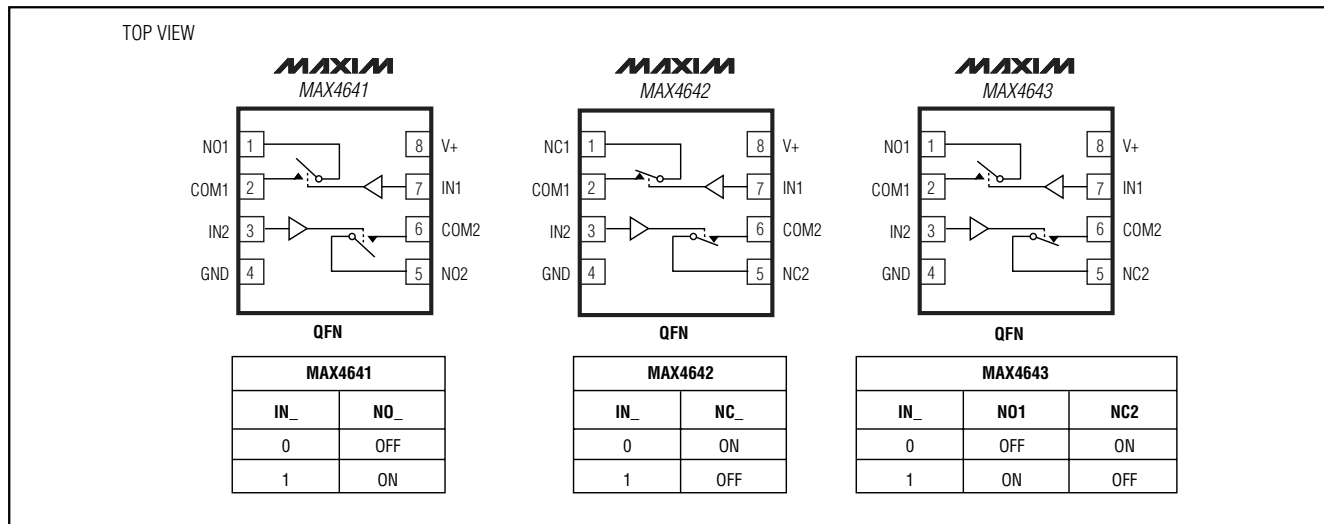 TOP VIEW
MAXIM
MAX4641
NO1 1 8 V+
COM1 2 7 IN1
IN2 3 6 COM2
GND 4 5 NO2
QFN
MAX4641
IN_ NO_
0 OFF
1 ON
MAXIM
MAX4642
NC1 1 8 V+
COM1 2 7 IN1
IN2 3 6 COM2
GND 4 5 NC2
QFN
MAX4642
IN_ NC_
0 ON
1 OFF
MAXIM
MAX4643
NO1 1 8 V+
COM1 2 7 IN1
IN2 3 6 COM2
GND 4 5 NC2
QFN
MAX4643
IN_ NO1 NC2
0 OFF ON
1 ON OFF